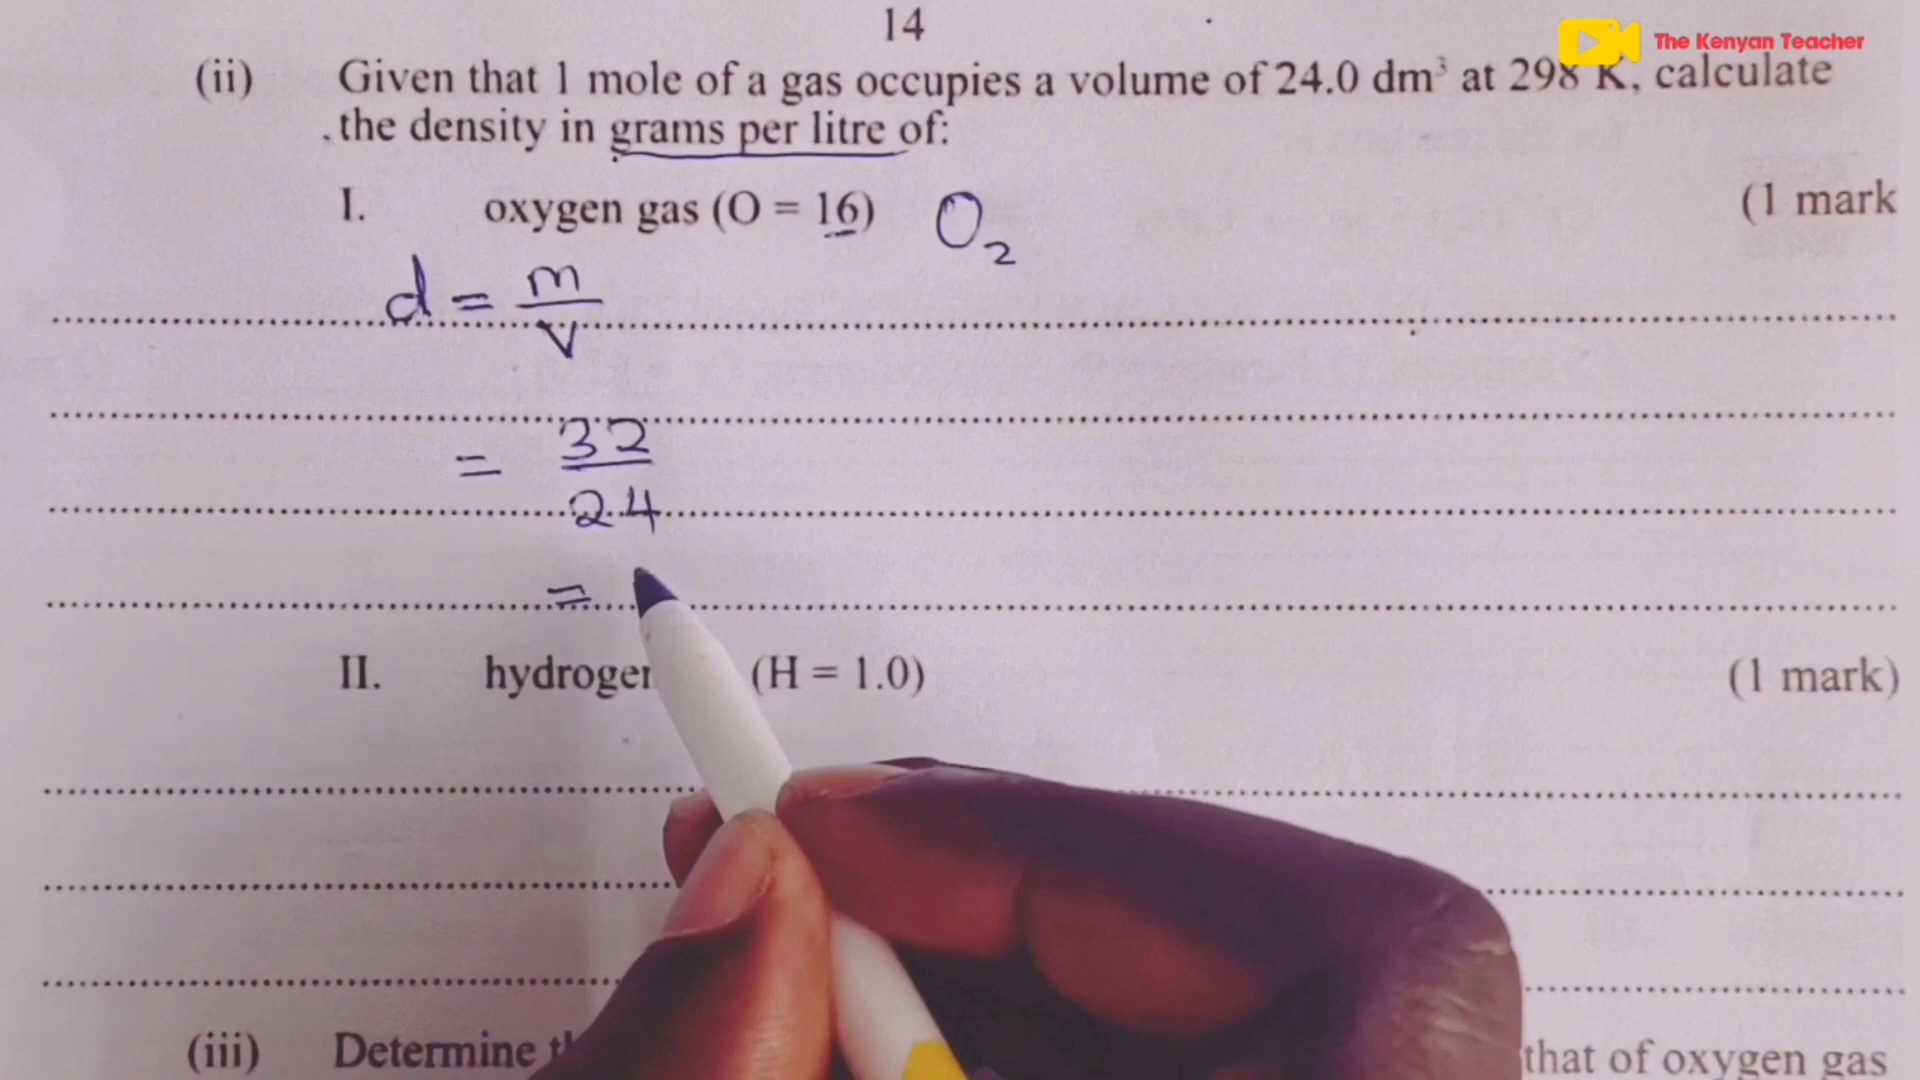 14
The Kenyan Teacher
(ii) Given that 1 mole of a gas occupies a volume of 24.0 dm³ at 298 K, calculate
the density in grams per litre of:
I. oxygen gas (O = 16) O₂ (1 mark
d = m/V
= 32/24
=
II. (H = 1.0) (1 mark)
(iii) Determine that of oxygen gas